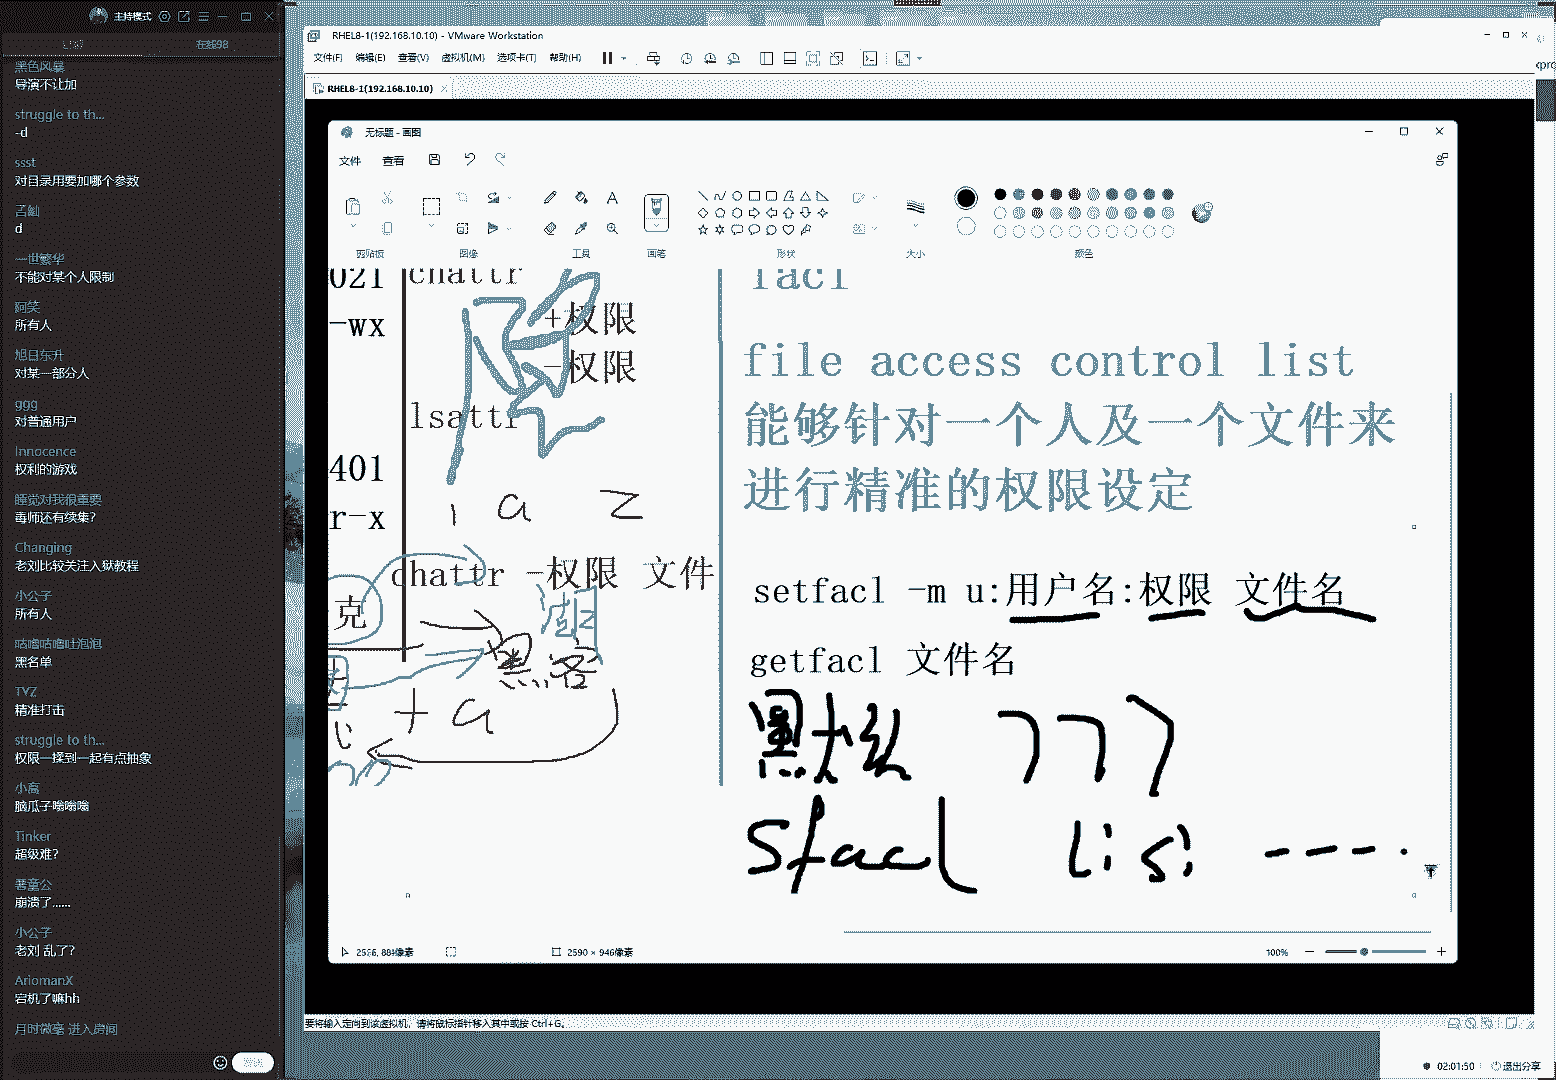 主持模式
在线98
黑色风暴
导演不让加
struggle to th...
-d
ssst
对目录用要加哪个参数
d
一世繁华
不能对某个人限制
阿笑
所有人
旭日东升
对某一部分人
ggg
对普通用户
Innocence
权利的游戏
睡觉对我很重要
毒师还有续集?
Changing
老刘比较关注入狱教程
小公子
所有人
咕噜咕噜吐泡泡
黑名单
TVZ
精准打击
struggle to th...
权限一揉到一起有点抽象
小窝
脑瓜子嗡嗡嗡
Tinker
超级难?
著童公
崩溃了......
小公子
老刘 乱了?
AriomanX
宕机了嘛hh
月时微毫 进入房间
发送
RHEL8-1(192.168.10.10) - VMware Workstation
文件(F) 编辑(E) 查看(V) 虚拟机(M) 选项卡(T) 帮助(H)
RHEL8-1(192.168.10.10)
无标题 - 画图
文件 查看
剪贴板 图像 工具 画笔 形状 大小 颜色
021 chattr
-wx +权限
-权限
lsattr
401
r-x
i a z
chattr -权限 文件
克
黑客
+ a
facl
file access control list
能够针对一个人及一个文件来
进行精准的权限设定
setfacl -m u:用户名:权限 文件名
getfacl 文件名
默认 777
Sfacl lisi ----
2590 × 946像素
100%
要将输入定向到该虚拟机，请将鼠标指针移入其中或按 Ctrl+G。
02:01:50 退出分享